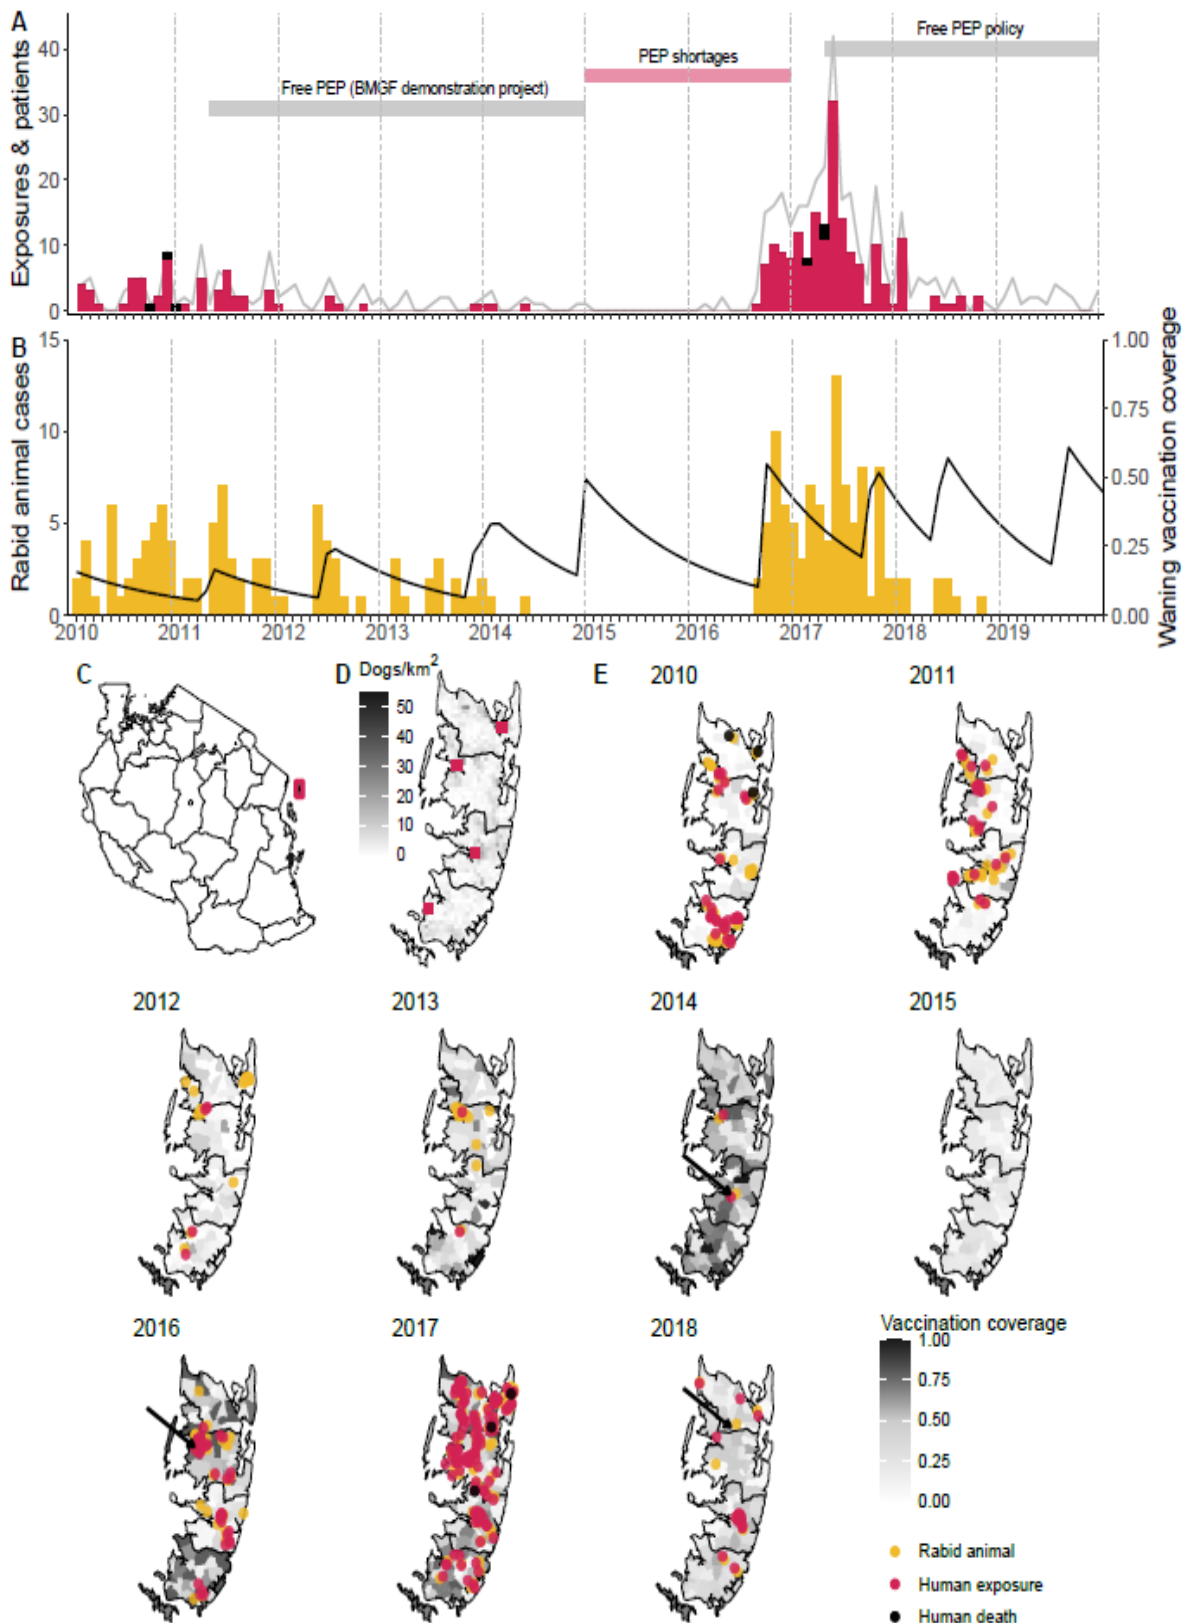 A
Exposures & patients
40
30
20
10
0
Free PEP policy
PEP shortages
Free PEP (BMGF demonstration project)
B
Rabid animal cases
15
10
5
0
1.00
0.75
0.50
0.25
0.00
Waning vaccination coverage
2010 2011 2012 2013 2014 2015 2016 2017 2018 2019
C
D Dogs/km²
50
40
30
20
10
0
E 2010 2011
2012 2013 2014 2015
2016 2017 2018
Vaccination coverage
1.00
0.75
0.50
0.25
0.00
Rabid animal
Human exposure
Human death